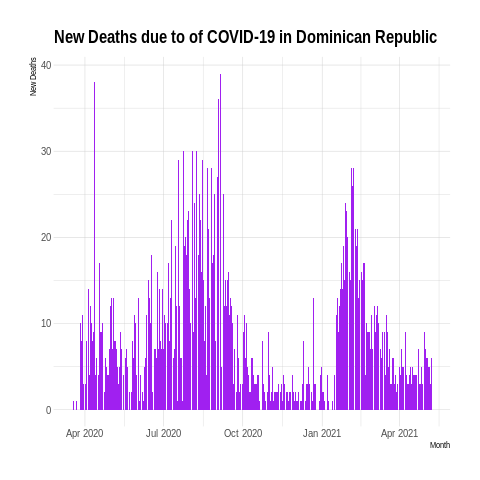 New Deaths due to of COVID-19 in Dominican Republic
New Deaths
40
30
20
10
0
Apr 2020 Jul 2020 Oct 2020 Jan 2021 Apr 2021
Month